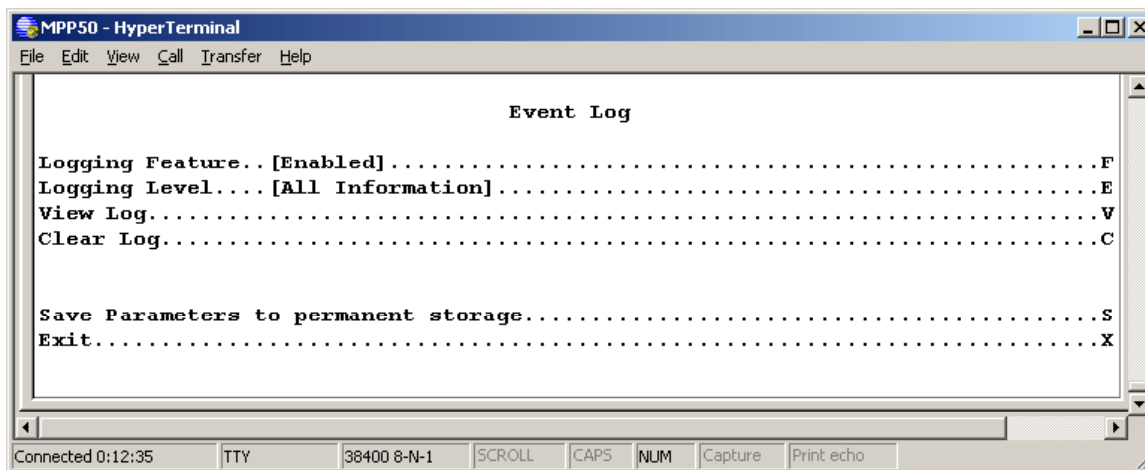 MPP50 - HyperTerminal
File Edit View Call Transfer Help
Event Log
Logging Feature..[Enabled].....................................................F
Logging Level....[All Information].............................................E
View Log.......................................................................V
Clear Log......................................................................C
Save Parameters to permanent storage...........................................S
Exit...........................................................................X
Connected 0:12:35 TTY 38400 8-N-1 SCROLL CAPS NUM Capture Print echo